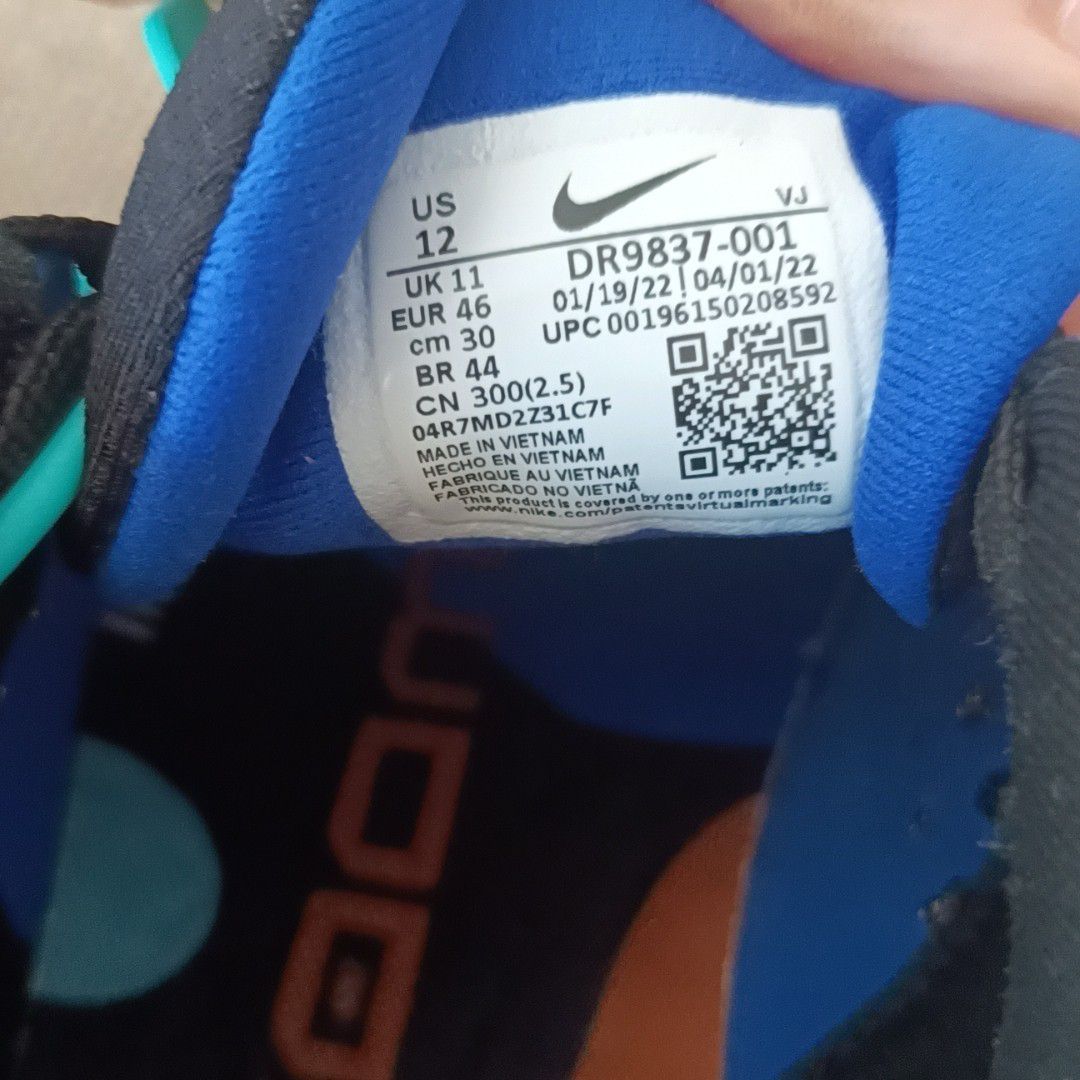 US
12
VJ
DR9837-001
UK 11
01/19/22 | 04/01/22
EUR 46
UPC 00196150208592
cm 30
BR 44
CN 300(2.5)
04R7MD2Z31C7F
MADE IN VIETNAM
HECHO EN VIETNAM
FABRIQUE AU VIETNAM
FABRICADO NO VIETNÃ
This product is covered by one or more patents:
www.nike.com/patentsvirtualmarking